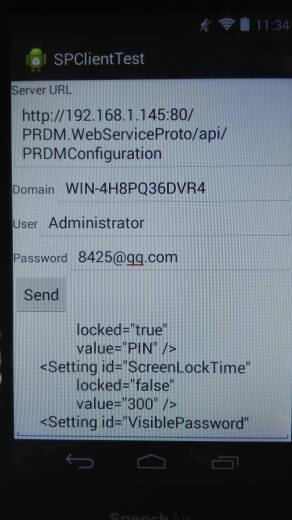 11:34
SPClientTest
Server URL
http://192.168.1.145:80/
PRDM.WebServiceProto/api/
PRDMConfiguration
Domain WIN-4H8PQ36DVR4
User Administrator
Password 8425@qq.com
Send
locked="true"
value="PIN" />
<Setting id="ScreenLockTime"
locked="false"
value="300" />
<Setting id="VisiblePassword"